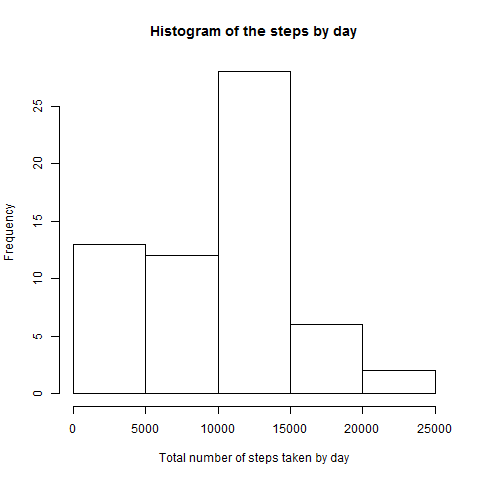 Histogram of the steps by day
Frequency
25
20
15
10
5
0
0 5000 10000 15000 20000 25000
Total number of steps taken by day